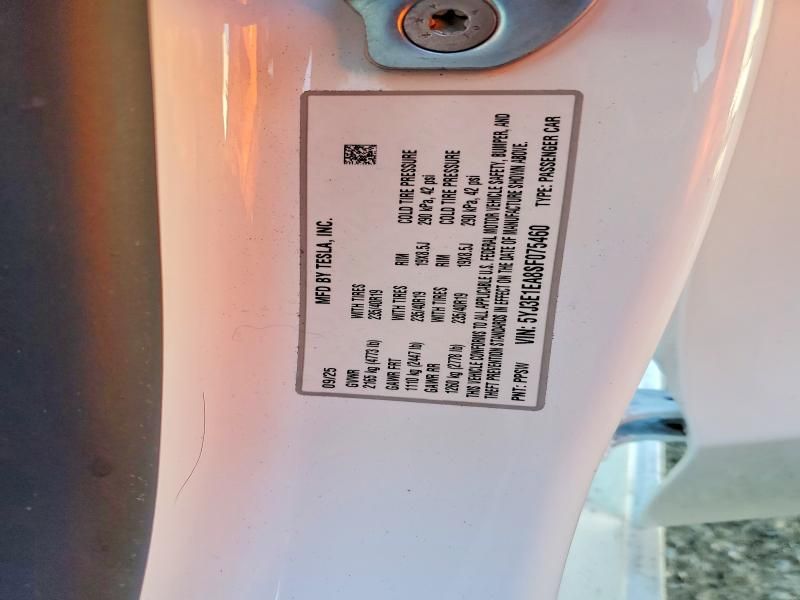 MFD BY TESLA, INC.
09/25
GVWR WITH TIRES
2165 kg (4773 lb) 235/40R19
GAWR FRT WITH TIRES RIM COLD TIRE PRESSURE
1110 kg (2447 lb) 235/40R19 19X8.5J 290 kPa, 42 psi
GAWR RR WITH TIRES RIM COLD TIRE PRESSURE
1260 kg (2778 lb) 235/40R19 19X8.5J 290 kPa, 42 psi
THIS VEHICLE CONFORMS TO ALL APPLICABLE U.S. FEDERAL MOTOR VEHICLE SAFETY, BUMPER, AND
THEFT PREVENTION STANDARDS IN EFFECT ON THE DATE OF MANUFACTURE SHOWN ABOVE.
PNT: PPSW VIN: 5YJ3E1EA8SF075460 TYPE: PASSENGER CAR